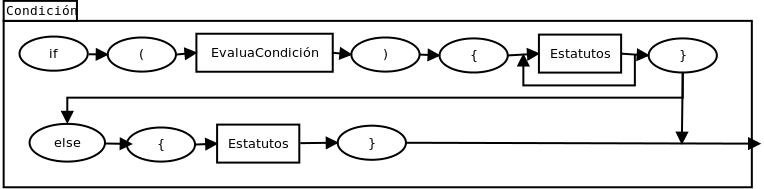 Condición
if ( EvaluaCondición ) { Estatutos }
else { Estatutos }